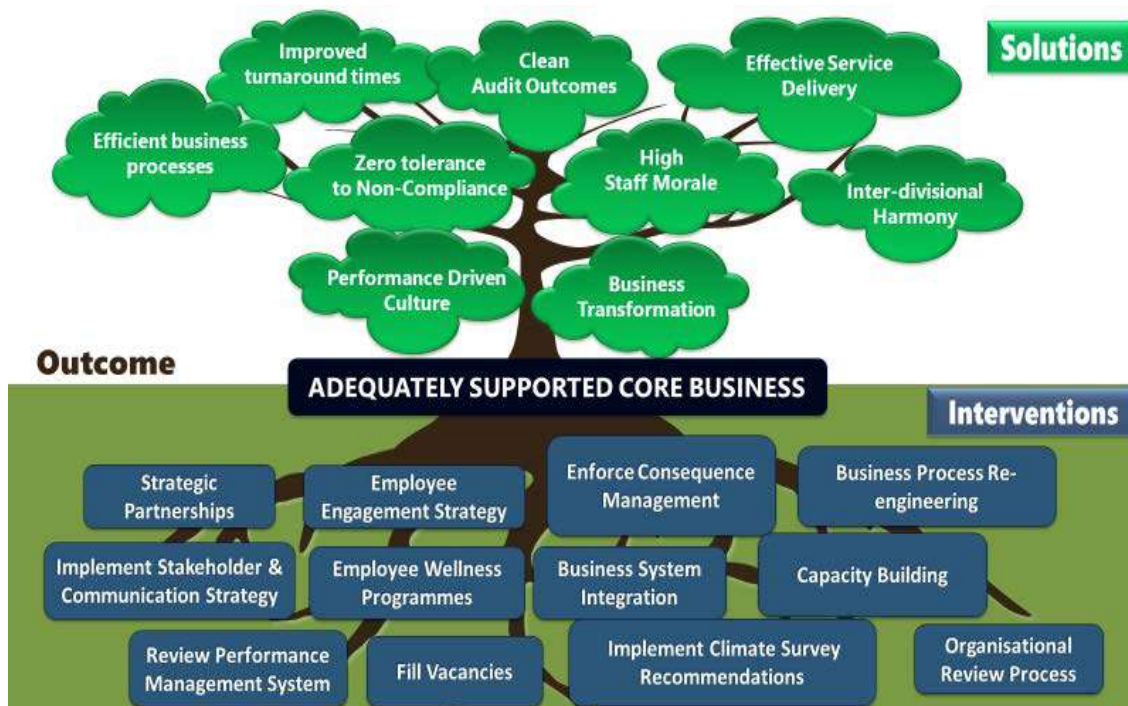 Solutions
Improved
turnaround times
Clean
Audit Outcomes
Effective Service
Delivery
Efficient business
processes
Zero tolerance
to Non-Compliance
High
Staff Morale
Inter-divisional
Harmony
Performance Driven
Culture
Business
Transformation
Outcome
ADEQUATELY SUPPORTED CORE BUSINESS
Interventions
Strategic
Partnerships
Employee
Engagement Strategy
Enforce Consequence
Management
Business Process Re-
engineering
Implement Stakeholder &
Communication Strategy
Employee Wellness
Programmes
Business System
Integration
Capacity Building
Review Performance
Management System
Fill Vacancies
Implement Climate Survey
Recommendations
Organisational
Review Process